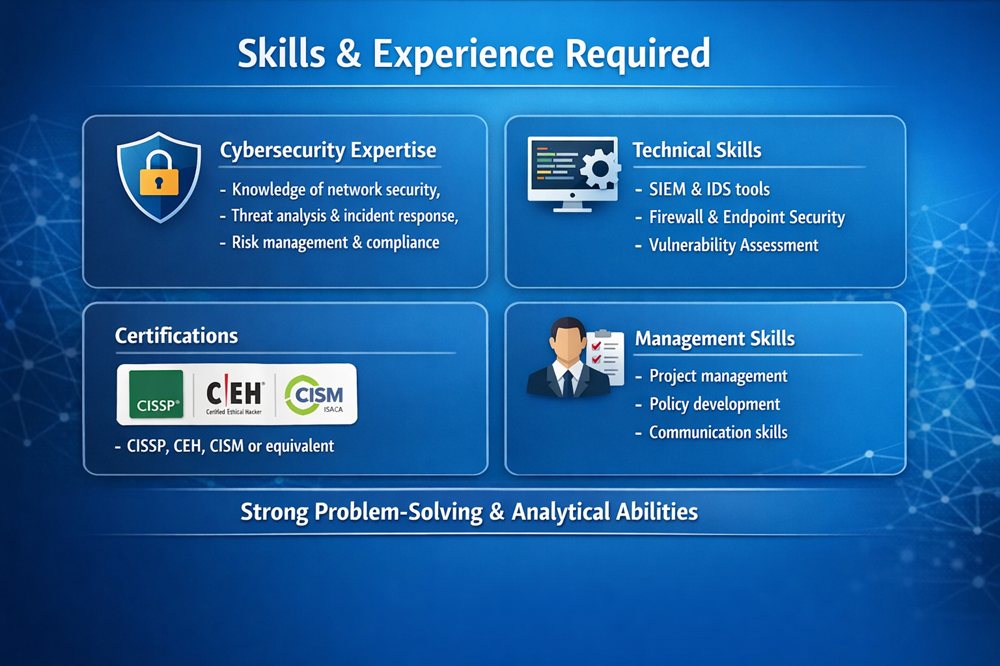 Skills & Experience Required
Cybersecurity Expertise
- Knowledge of network security,
- Threat analysis & incident response,
- Risk management & compliance
Technical Skills
- SIEM & IDS tools
- Firewall & Endpoint Security
- Vulnerability Assessment
Certifications
CISSP®
C|EH®
Certified Ethical Hacker
CISM
ISACA
- CISSP, CEH, CISM or equivalent
Management Skills
- Project management
- Policy development
- Communication skills
Strong Problem-Solving & Analytical Abilities